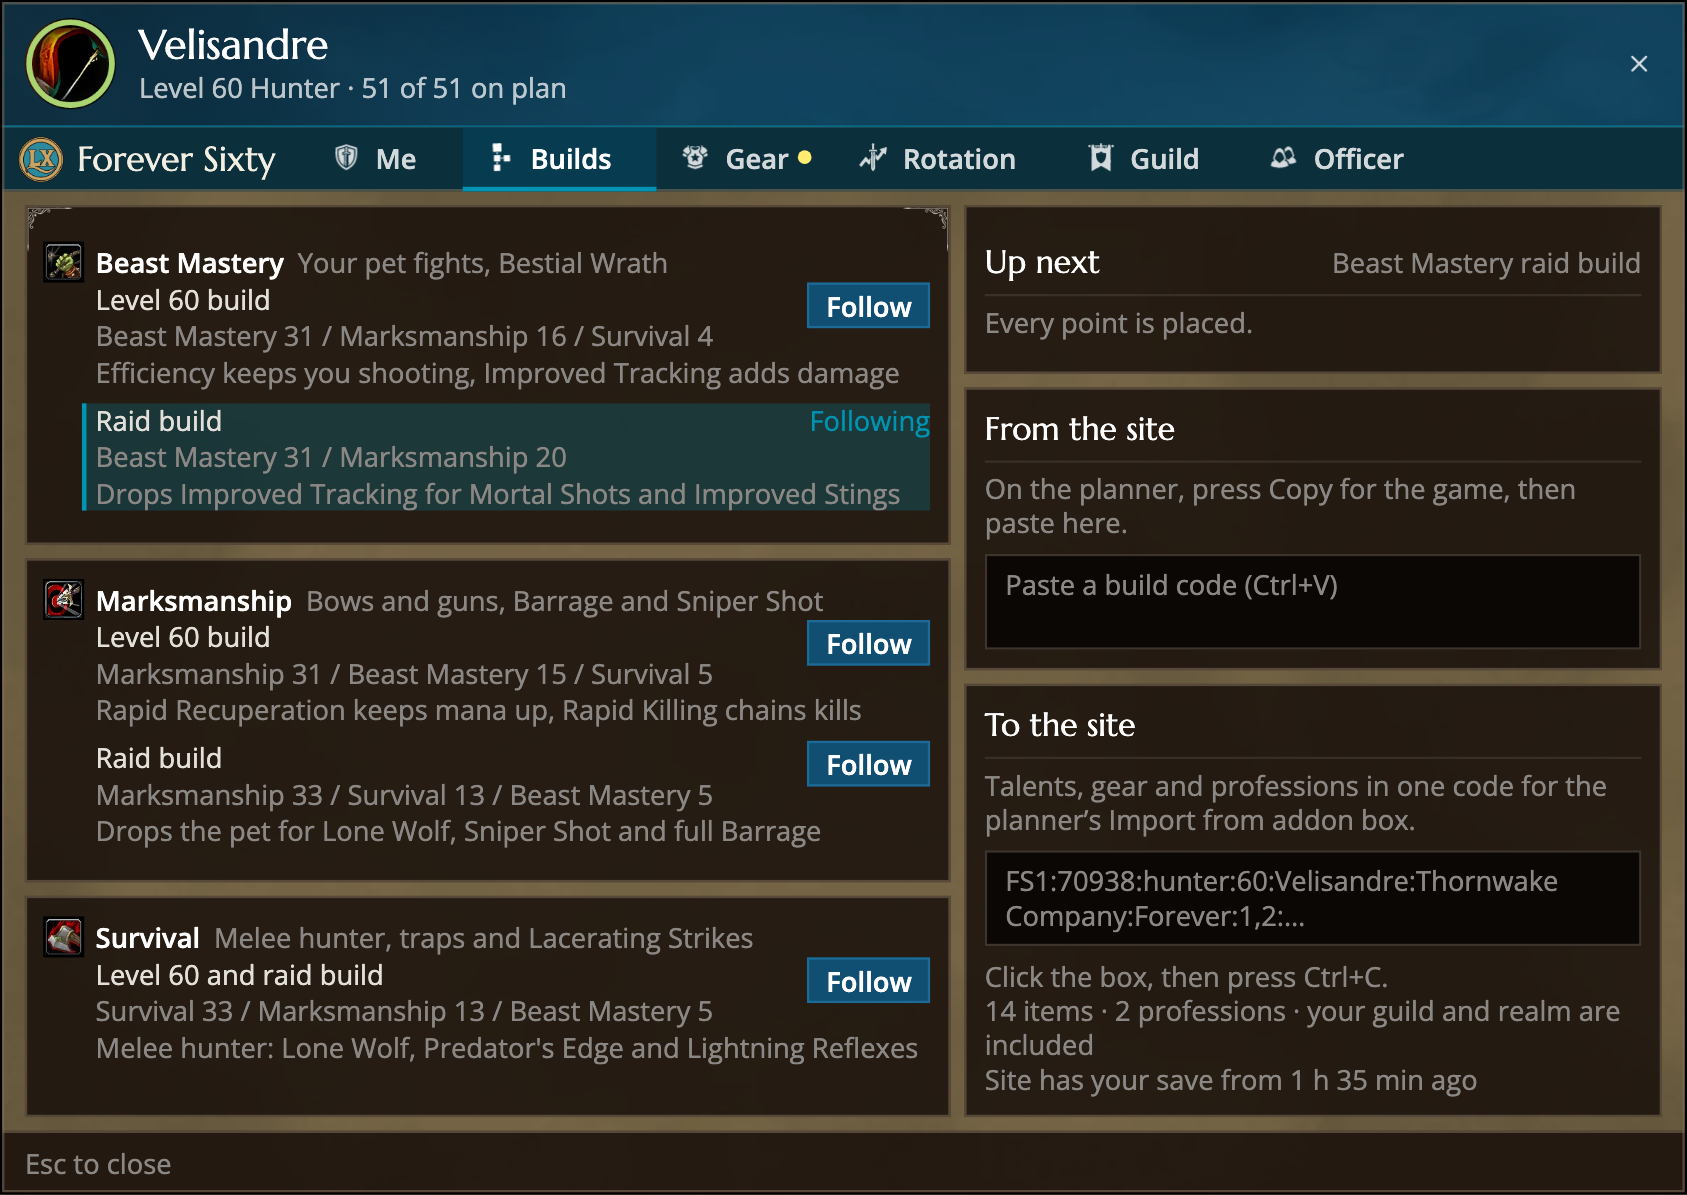 Velisandre
Level 60 Hunter · 51 of 51 on plan
LX Forever Sixty
Me
Builds
Gear
Rotation
Guild
Officer
Beast Mastery Your pet fights, Bestial Wrath
Level 60 build
Follow
Beast Mastery 31 / Marksmanship 16 / Survival 4
Efficiency keeps you shooting, Improved Tracking adds damage
Raid build
Following
Beast Mastery 31 / Marksmanship 20
Drops Improved Tracking for Mortal Shots and Improved Stings
Marksmanship Bows and guns, Barrage and Sniper Shot
Level 60 build
Follow
Marksmanship 31 / Beast Mastery 15 / Survival 5
Rapid Recuperation keeps mana up, Rapid Killing chains kills
Raid build
Follow
Marksmanship 33 / Survival 13 / Beast Mastery 5
Drops the pet for Lone Wolf, Sniper Shot and full Barrage
Survival Melee hunter, traps and Lacerating Strikes
Level 60 and raid build
Follow
Survival 33 / Marksmanship 13 / Beast Mastery 5
Melee hunter: Lone Wolf, Predator's Edge and Lightning Reflexes
Up next
Beast Mastery raid build
Every point is placed.
From the site
On the planner, press Copy for the game, then
paste here.
Paste a build code (Ctrl+V)
To the site
Talents, gear and professions in one code for the
planner’s Import from addon box.
FS1:70938:hunter:60:Velisandre:Thornwake
Company:Forever:1,2:...
Click the box, then press Ctrl+C.
14 items · 2 professions · your guild and realm are
included
Site has your save from 1 h 35 min ago
Esc to close